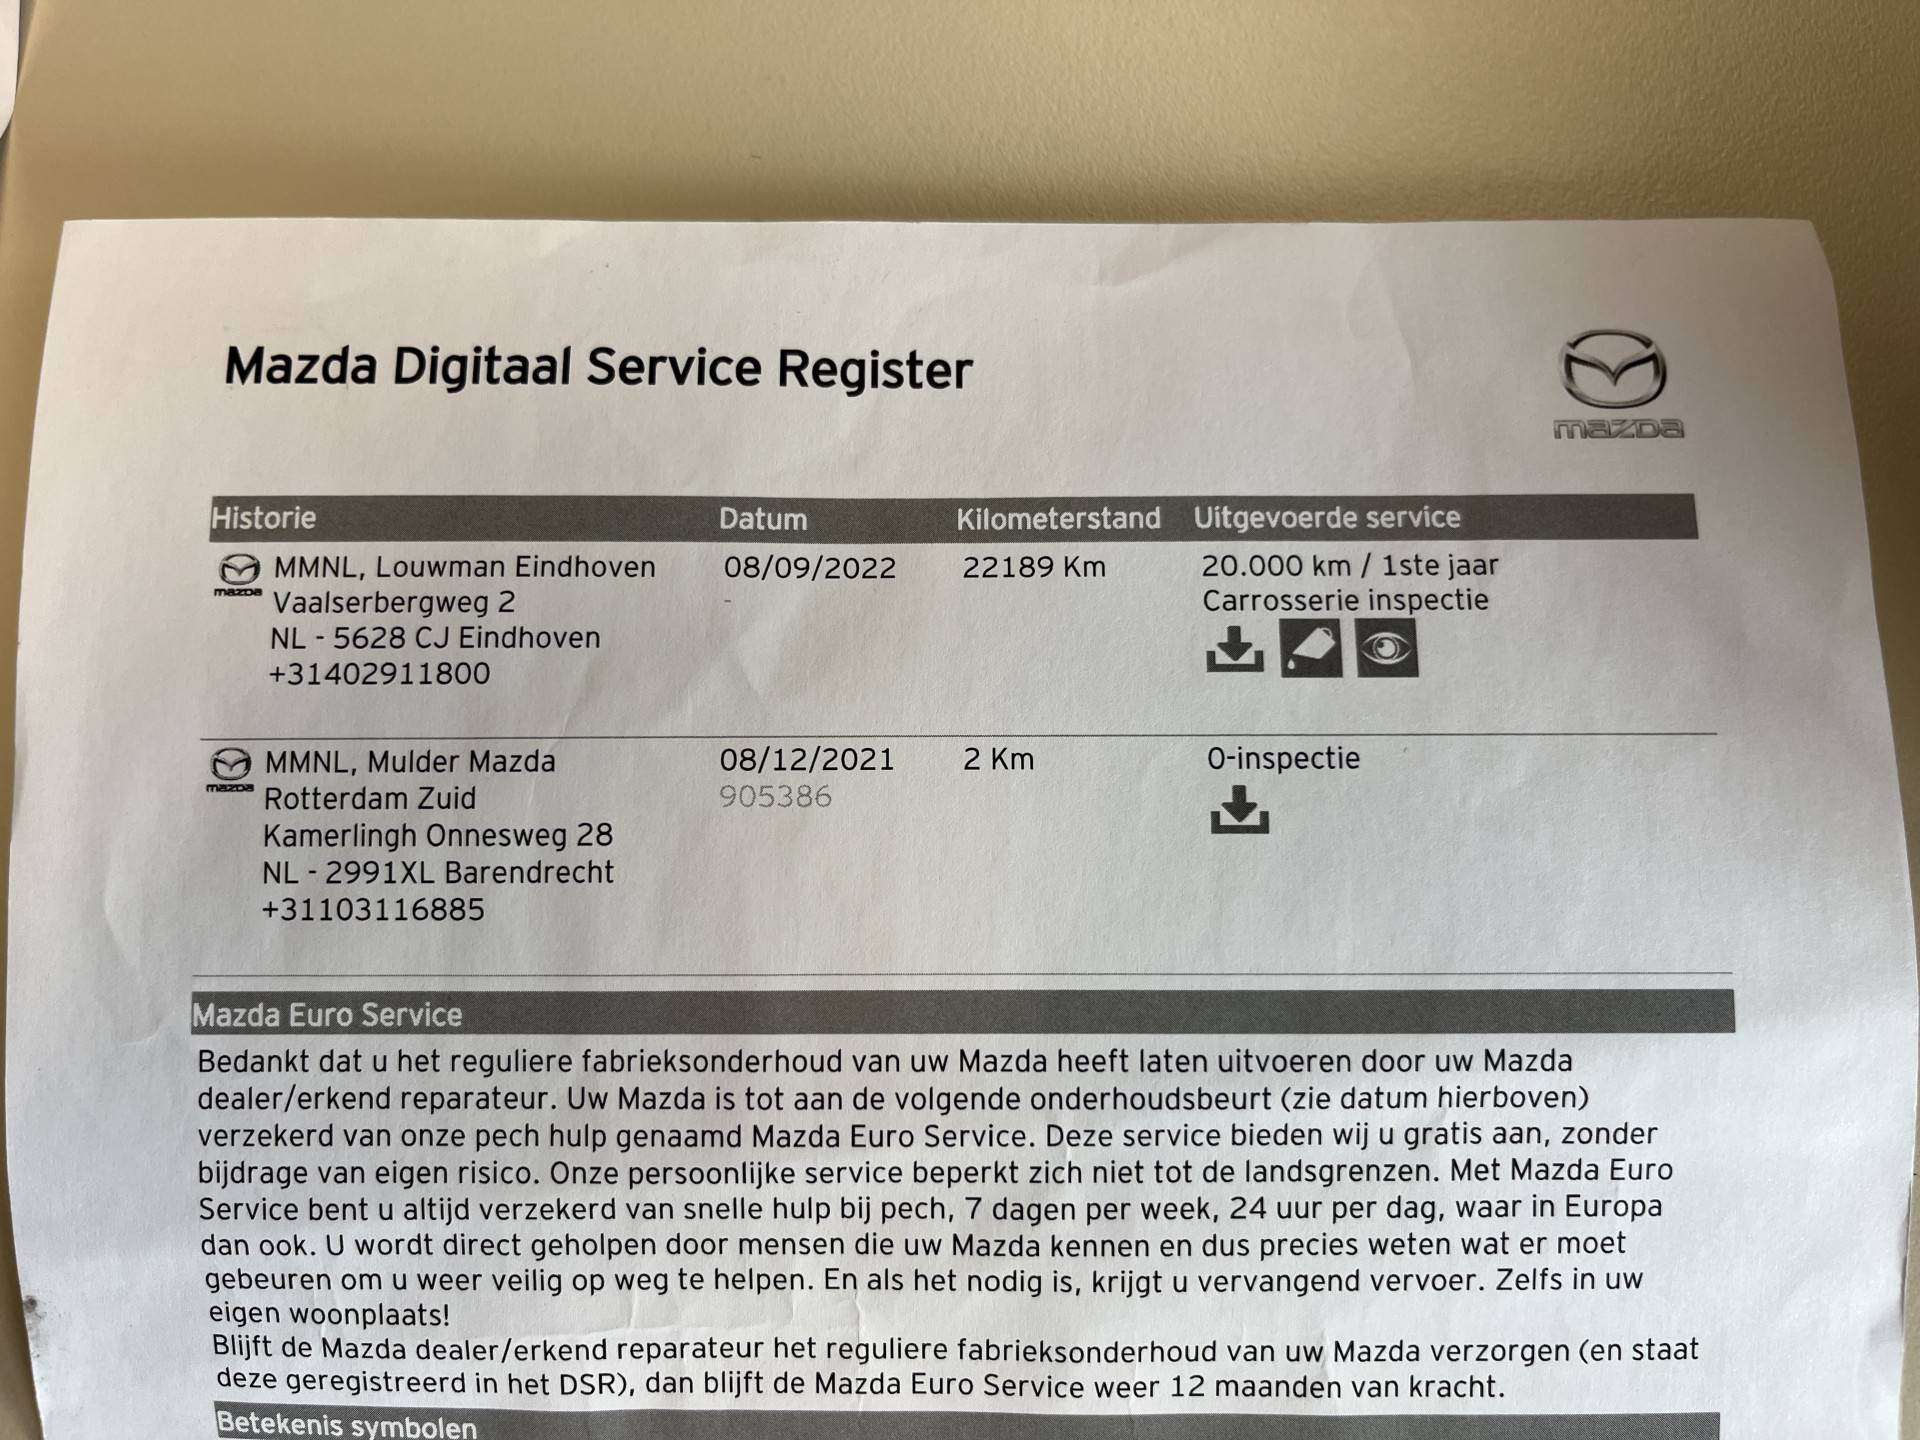 Mazda Digitaal Service Register
mazda
Historie Datum Kilometerstand Uitgevoerde service
mazda MMNL, Louwman Eindhoven 08/09/2022 22189 Km 20.000 km / 1ste jaar
Vaalserbergweg 2 - Carrosserie inspectie
NL - 5628 CJ Eindhoven
+31402911800
mazda MMNL, Mulder Mazda 08/12/2021 2 Km 0-inspectie
Rotterdam Zuid 905386
Kamerlingh Onnesweg 28
NL - 2991XL Barendrecht
+31103116885
Mazda Euro Service
Bedankt dat u het reguliere fabrieksonderhoud van uw Mazda heeft laten uitvoeren door uw Mazda
dealer/erkend reparateur. Uw Mazda is tot aan de volgende onderhoudsbeurt (zie datum hierboven)
verzekerd van onze pech hulp genaamd Mazda Euro Service. Deze service bieden wij u gratis aan, zonder
bijdrage van eigen risico. Onze persoonlijke service beperkt zich niet tot de landsgrenzen. Met Mazda Euro
Service bent u altijd verzekerd van snelle hulp bij pech, 7 dagen per week, 24 uur per dag, waar in Europa
dan ook. U wordt direct geholpen door mensen die uw Mazda kennen en dus precies weten wat er moet
gebeuren om u weer veilig op weg te helpen. En als het nodig is, krijgt u vervangend vervoer. Zelfs in uw
eigen woonplaats!
Blijft de Mazda dealer/erkend reparateur het reguliere fabrieksonderhoud van uw Mazda verzorgen (en staat
deze geregistreerd in het DSR), dan blijft de Mazda Euro Service weer 12 maanden van kracht.
Betekenis symbolen